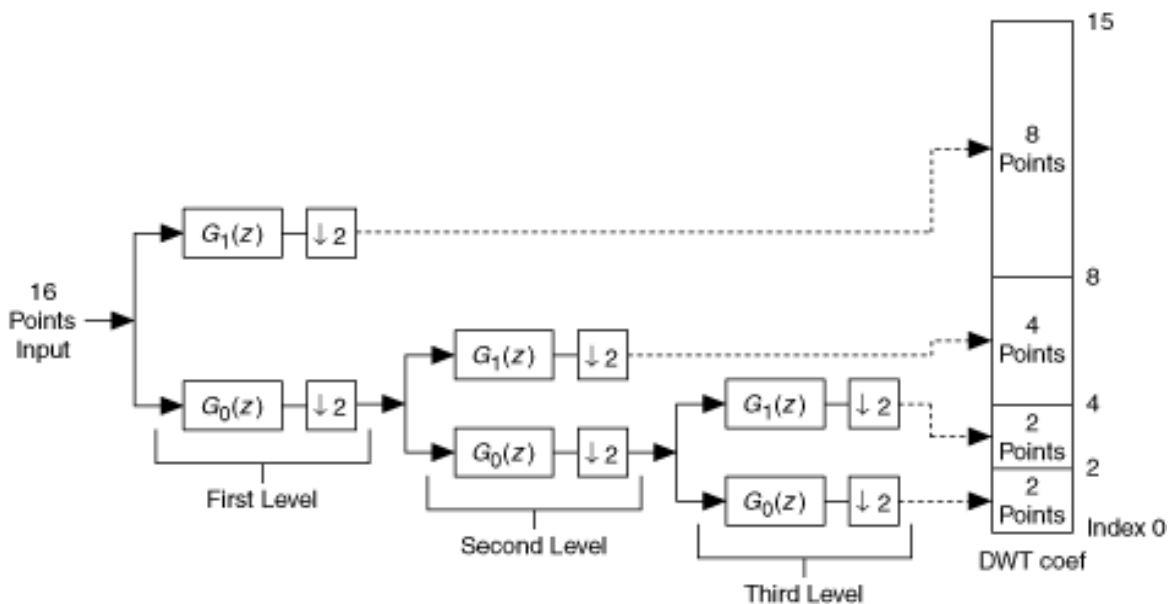 15
8
Points
G₁(z)
↓ 2
8
16
Points
Input
4
Points
G₁(z)
↓ 2
G₀(z)
↓ 2
G₁(z)
↓ 2
4
2
Points
G₀(z)
↓ 2
2
First Level
G₀(z)
↓ 2
2
Points
Index 0
Second Level
DWT coef
Third Level